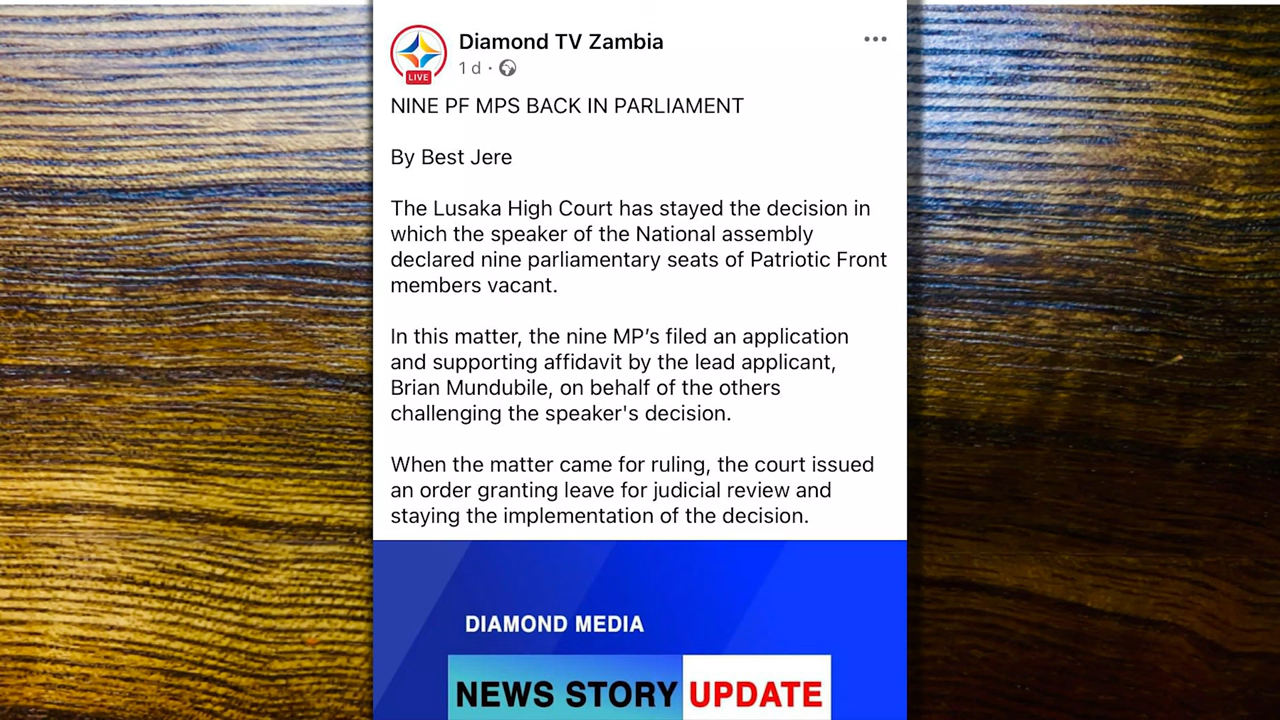 Diamond TV Zambia
LIVE
1 d ·
NINE PF MPS BACK IN PARLIAMENT
By Best Jere
The Lusaka High Court has stayed the decision in
which the speaker of the National assembly
declared nine parliamentary seats of Patriotic Front
members vacant.
In this matter, the nine MP’s filed an application
and supporting affidavit by the lead applicant,
Brian Mundubile, on behalf of the others
challenging the speaker's decision.
When the matter came for ruling, the court issued
an order granting leave for judicial review and
staying the implementation of the decision.
DIAMOND MEDIA
NEWS STORY UPDATE